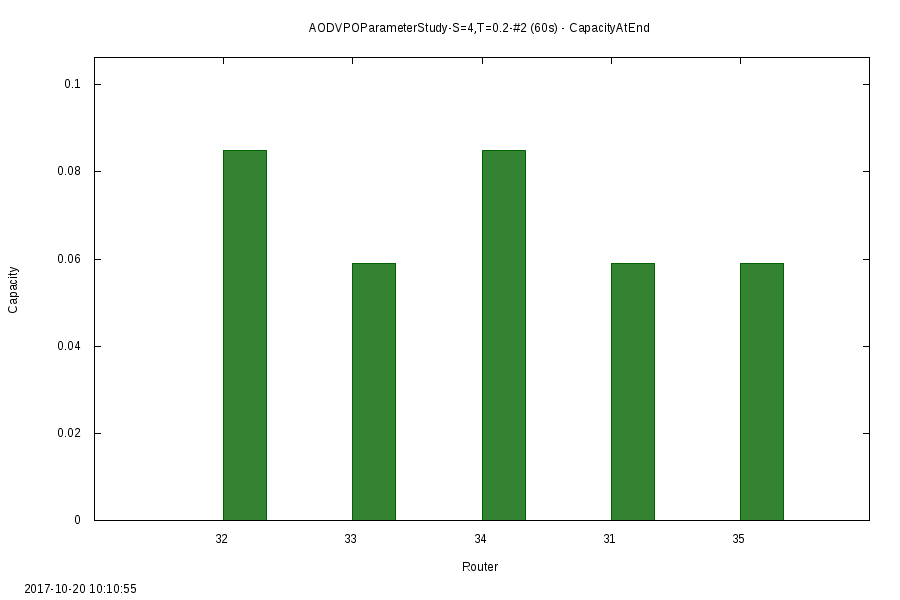 AODVPOParameterStudy-S=4,T=0.2-#2 (60s) - CapacityAtEnd
0.1
0.08
0.06
0.04
0.02
0
Capacity
32 33 34 31 35
Router
2017-10-20 10:10:55